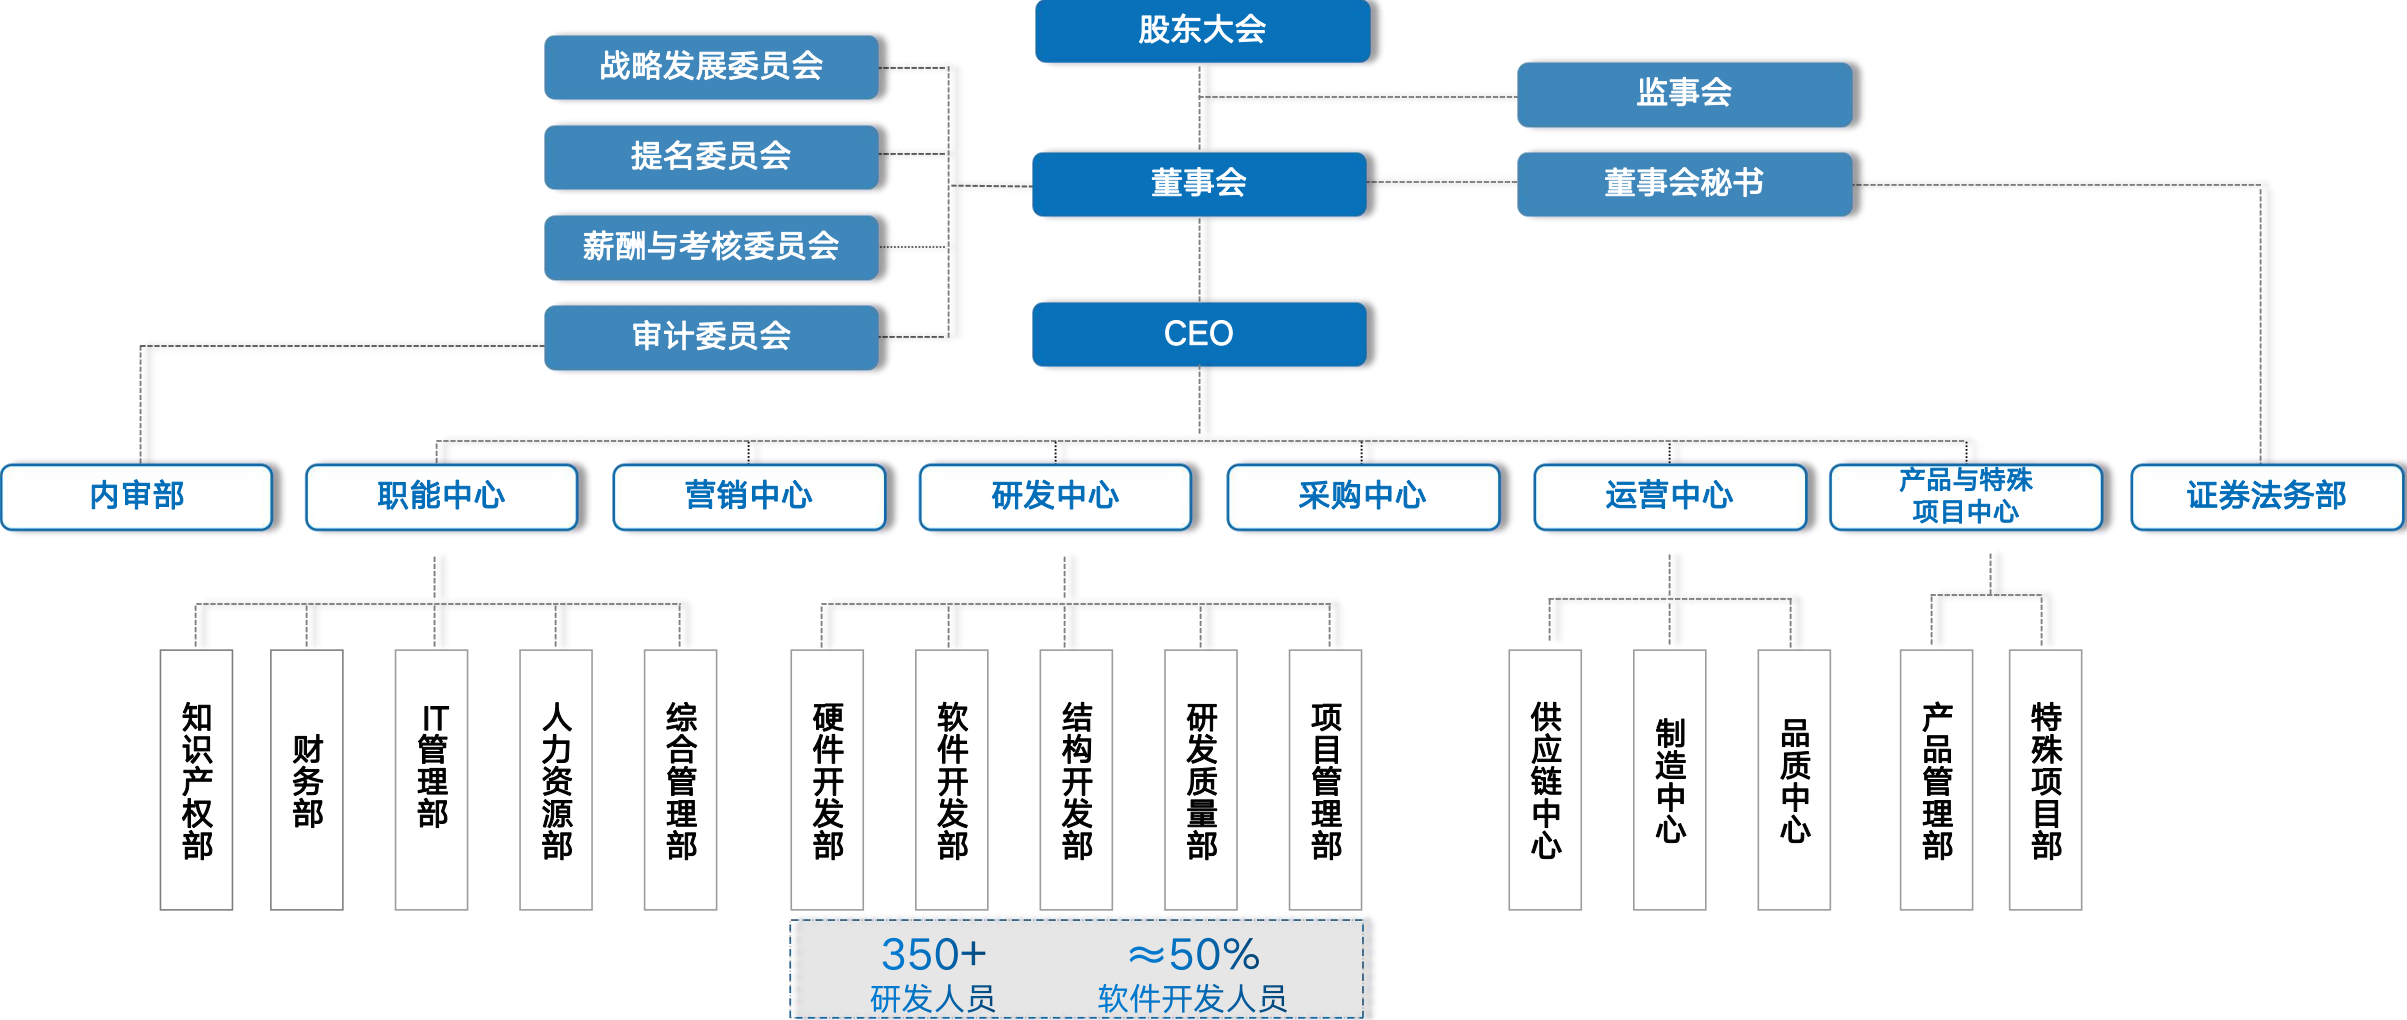 股东大会
战略发展委员会
监事会
提名委员会
董事会
董事会秘书
薪酬与考核委员会
审计委员会
CEO
内审部
职能中心
营销中心
研发中心
采购中心
运营中心
产品与特殊
项目中心
证券法务部
知识产权部
财务部
IT管理部
人力资源部
综合管理部
硬件开发部
软件开发部
结构开发部
研发质量部
项目管理部
供应链中心
制造中心
品质中心
产品管理部
特殊项目部
350+
研发人员
≈50%
软件开发人员